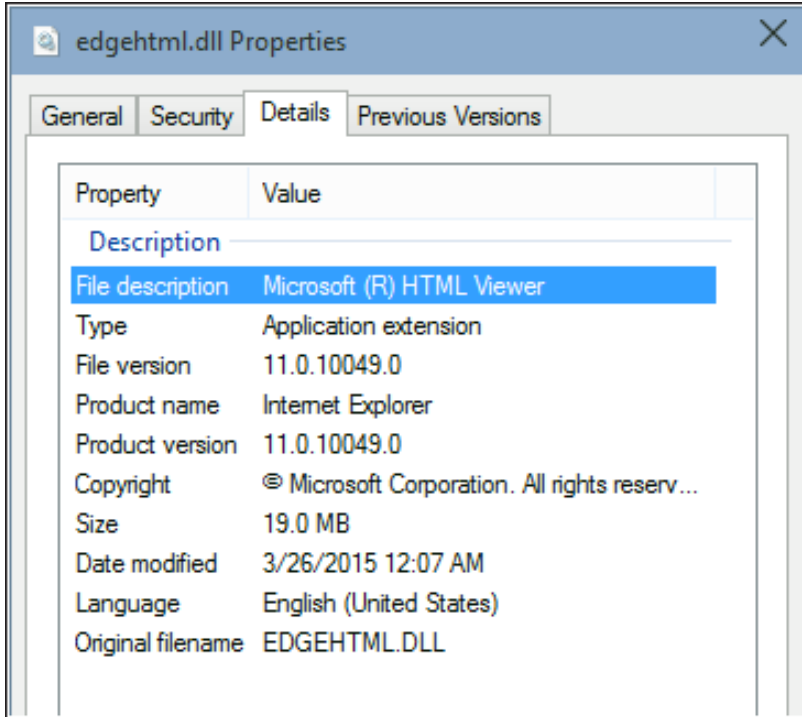 edgehtml.dll Properties
General Security Details Previous Versions
Property Value
Description
File description Microsoft (R) HTML Viewer
Type Application extension
File version 11.0.10049.0
Product name Internet Explorer
Product version 11.0.10049.0
Copyright © Microsoft Corporation. All rights reserv...
Size 19.0 MB
Date modified 3/26/2015 12:07 AM
Language English (United States)
Original filename EDGEHTML.DLL